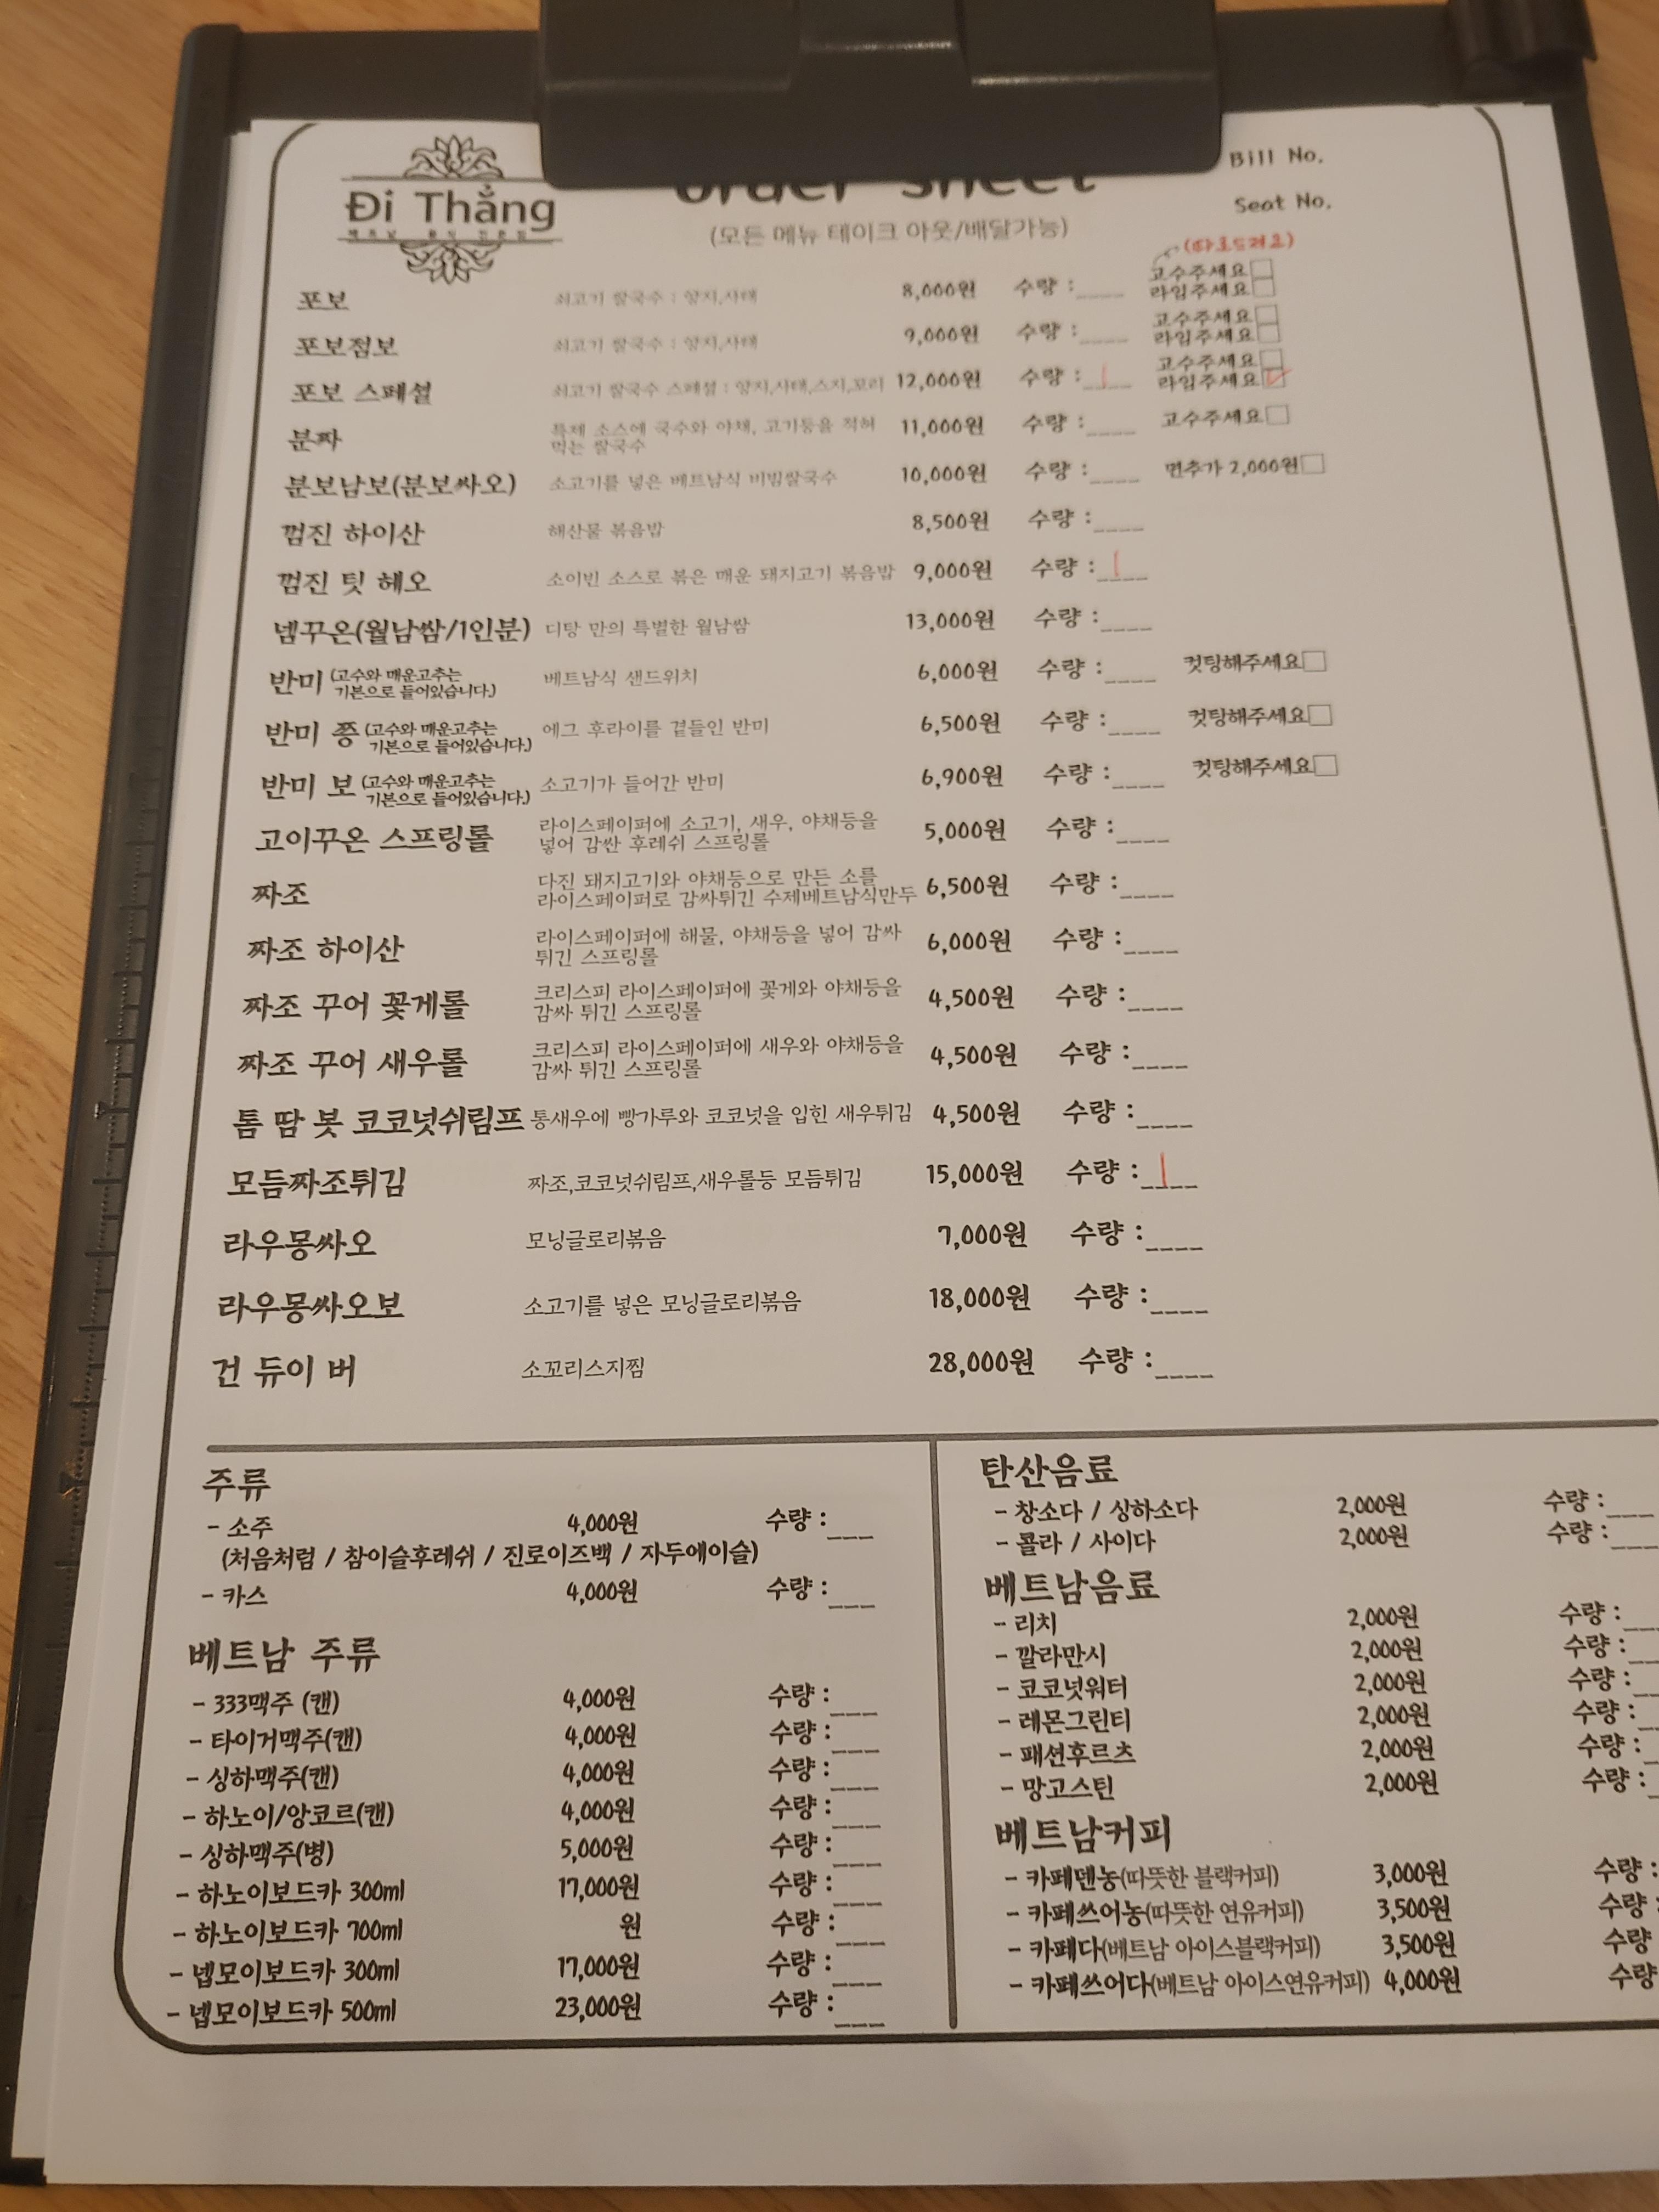 Đi Thẳng
order sheet
(모든 메뉴 테이크 아웃/배달가능)
Bill No.
Seat No.
(따로드려요)
포보 쇠고기 쌀국수 : 양지,사태 8,000원 수량 :____ 고수주세요□
라임주세요□
포보점보 쇠고기 쌀국수 : 양지,사태 9,000원 수량 :____ 고수주세요□
라임주세요□
포보 스페셜 쇠고기 쌀국수 스페셜 : 양지,사태,스지,꼬리 12,000원 수량 :__|__ 고수주세요□
라임주세요☑
분짜 특제 소스에 국수와 야채, 고기등을 적혀 11,000원 수량 :____ 고수주세요□
먹는 쌀국수
분보남보(분보싸오) 소고기를 넣은 베트남식 비빔쌀국수 10,000원 수량 :____ 면추가 2,000원□
껌진 하이산 해산물 볶음밥 8,500원 수량 :____
껌진 팃 헤오 소이빈 소스로 볶은 매운 돼지고기 볶음밥 9,000원 수량 :__|__
넴꾸온(월남쌈/1인분) 디탕 만의 특별한 월남쌈 13,000원 수량 :____
반미 (고수와 매운고추는 베트남식 샌드위치 6,000원 수량 :____ 컷팅해주세요□
기본으로 들어있습니다.)
반미 쯩 (고수와 매운고추는 에그 후라이를 곁들인 반미 6,500원 수량 :____ 컷팅해주세요□
기본으로 들어있습니다.)
반미 보 (고수와 매운고추는 소고기가 들어간 반미 6,900원 수량 :____ 컷팅해주세요□
기본으로 들어있습니다.)
고이꾸온 스프링롤 라이스페이퍼에 소고기, 새우, 야채등을 5,000원 수량 :____
넣어 감싼 후레쉬 스프링롤
짜조 다진 돼지고기와 야채등으로 만든 소를 6,500원 수량 :____
라이스페이퍼로 감싸튀긴 수제베트남식만두
짜조 하이산 라이스페이퍼에 해물, 야채등을 넣어 감싸 6,000원 수량 :____
튀긴 스프링롤
짜조 꾸어 꽃게롤 크리스피 라이스페이퍼에 꽃게와 야채등을 4,500원 수량 :____
감싸 튀긴 스프링롤
짜조 꾸어 새우롤 크리스피 라이스페이퍼에 새우와 야채등을 4,500원 수량 :____
감싸 튀긴 스프링롤
톰 땀 봇 코코넛쉬림프 통새우에 빵가루와 코코넛을 입힌 새우튀김 4,500원 수량 :____
모듬짜조튀김 짜조,코코넛쉬림프,새우롤등 모듬튀김 15,000원 수량 :__|__
라우몽싸오 모닝글로리볶음 7,000원 수량 :____
라우몽싸오보 소고기를 넣은 모닝글로리볶음 18,000원 수량 :____
건 듀이 버 소꼬리스지찜 28,000원 수량 :____
주류
- 소주 4,000원 수량 :___
(처음처럼 / 참이슬후레쉬 / 진로이즈백 / 자두에이슬)
- 카스 4,000원 수량 :___
베트남 주류
- 333맥주 (캔) 4,000원 수량 :___
- 타이거맥주(캔) 4,000원 수량 :___
- 싱하맥주(캔) 4,000원 수량 :___
- 하노이/앙코르(캔) 4,000원 수량 :___
- 싱하맥주(병) 5,000원 수량 :___
- 하노이보드카 300ml 17,000원 수량 :___
- 하노이보드카 700ml 원 수량 :___
- 넵모이보드카 300ml 17,000원 수량 :___
- 넵모이보드카 500ml 23,000원 수량 :___
탄산음료
- 창소다 / 싱하소다 2,000원 수량 :___
- 콜라 / 사이다 2,000원 수량 :___
베트남음료
- 리치 2,000원 수량 :___
- 깔라만시 2,000원 수량 :__
- 코코넛워터 2,000원 수량 :__
- 레몬그린티 2,000원 수량 :__
- 패션후르츠 2,000원 수량 :_
- 망고스틴 2,000원 수량 :_
베트남커피
- 카페덴농(따뜻한 블랙커피) 3,000원 수량 :
- 카페쓰어농(따뜻한 연유커피) 3,500원 수량 :
- 카페다(베트남 아이스블랙커피) 3,500원 수량
- 카페쓰어다(베트남 아이스연유커피) 4,000원 수량